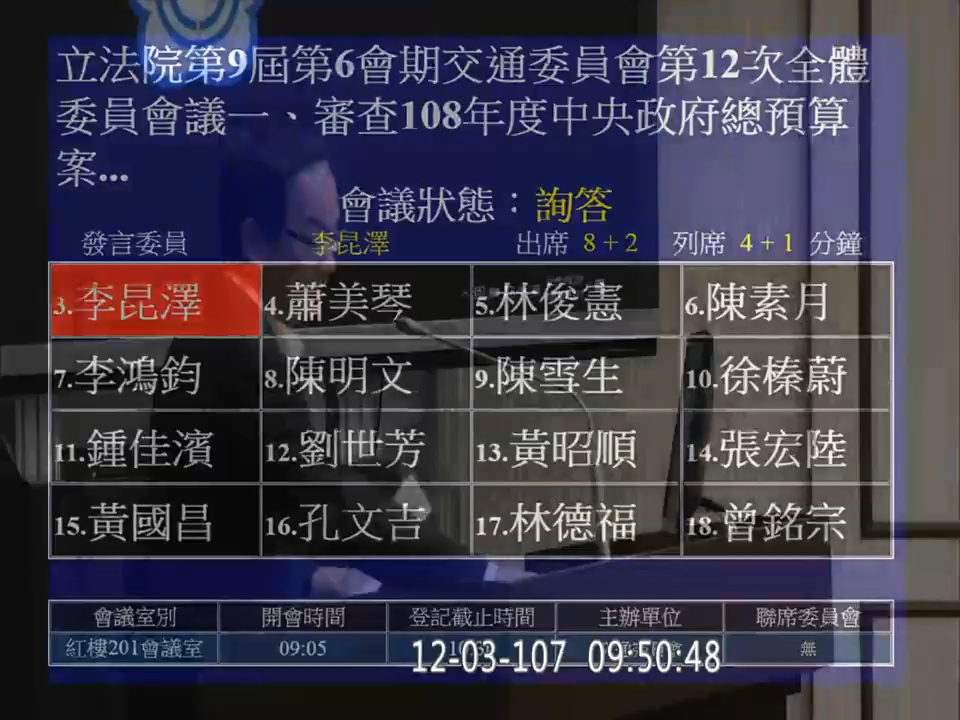 立法院第9屆第6會期交通委員會第12次全體
委員會議一、審查108年度中央政府總預算
案...
會議狀態：詢答
發言委員 李昆澤 出席 8+2 列席 4+1 分鐘
3.李昆澤 4.蕭美琴 5.林俊憲 6.陳素月
7.李鴻鈞 8.陳明文 9.陳雪生 10.徐榛蔚
11.鍾佳濱 12.劉世芳 13.黃昭順 14.張宏陸
15.黃國昌 16.孔文吉 17.林德福 18.曾銘宗
會議室別 開會時間 登記截止時間 主辦單位 聯席委員會
紅樓201會議室 09:05 無
12-03-107 09:50:48